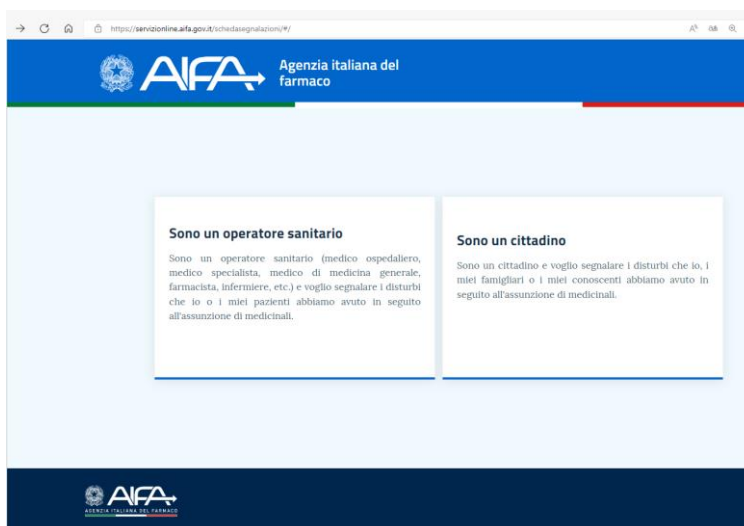 https://servizionline.aifa.gov.it/schedasegnalazioni/#/
AIFA
Agenzia italiana del
farmaco
Sono un operatore sanitario
Sono un operatore sanitario (medico ospedaliero,
medico specialista, medico di medicina generale,
farmacista, infermiere, etc.) e voglio segnalare i disturbi
che io o i miei pazienti abbiamo avuto in seguito
all'assunzione di medicinali.
Sono un cittadino
Sono un cittadino e voglio segnalare i disturbi che io, i
miei famigliari o i miei conoscenti abbiamo avuto in
seguito all'assunzione di medicinali.
AIFA
AGENZIA ITALIANA DEL FARMACO